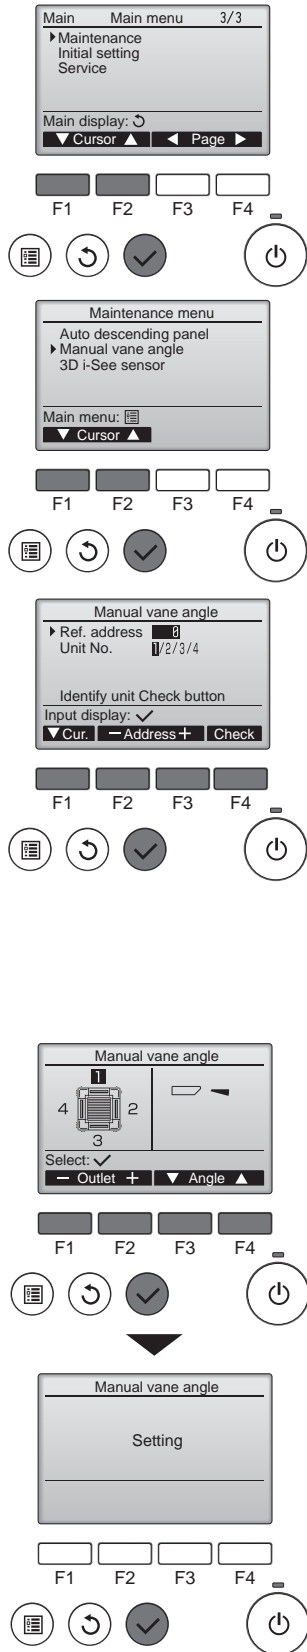 Main Main menu 3/3
Maintenance
Initial setting
Service
Main display:
Cursor Page
F1 F2 F3 F4
Maintenance menu
Auto descending panel
Manual vane angle
3D i-See sensor
Main menu:
Cursor
F1 F2 F3 F4
Manual vane angle
Ref. address 0
Unit No. 1/2/3/4
Identify unit Check button
Input display: ✓
Cur. − Address + Check
F1 F2 F3 F4
Manual vane angle
1
4 2
3
Select: ✓
− Outlet + Angle
F1 F2 F3 F4
Manual vane angle
Setting
F1 F2 F3 F4